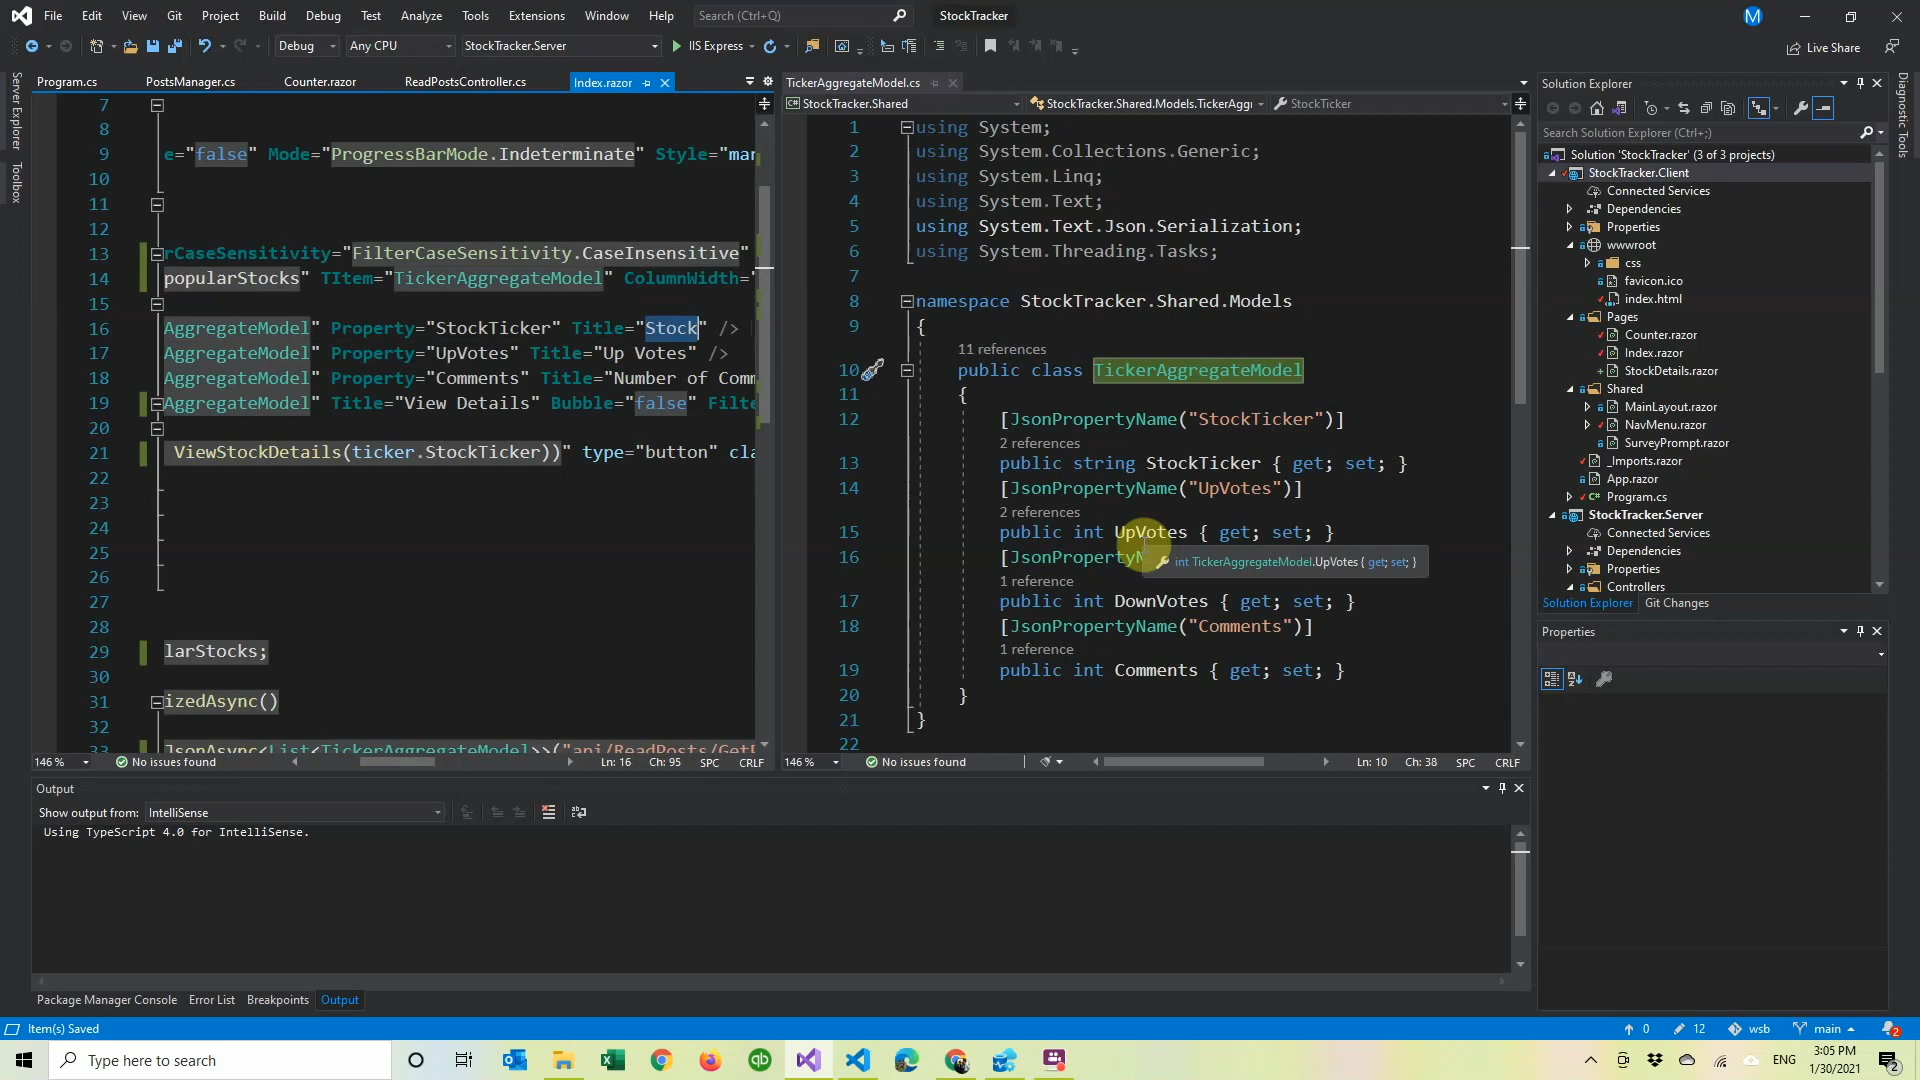 File Edit View Git Project Build Debug Test Analyze Tools Extensions Window Help Search (Ctrl+Q) StockTracker M
Debug Any CPU StockTracker.Server IIS Express Live Share
Server Explorer
Toolbox
Program.cs PostsManager.cs Counter.razor ReadPostsController.cs Index.razor
7
8
9 e="false" Mode="ProgressBarMode.Indeterminate" Style="mar
10
11
12
13 rCaseSensitivity="FilterCaseSensitivity.CaseInsensitive"
14 popularStocks" TItem="TickerAggregateModel" ColumnWidth="
15
16 AggregateModel" Property="StockTicker" Title="Stock" />
17 AggregateModel" Property="UpVotes" Title="Up Votes" />
18 AggregateModel" Property="Comments" Title="Number of Comm
19 AggregateModel" Title="View Details" Bubble="false" Filte
20
21 ViewStockDetails(ticker.StockTicker))" type="button" cla
22
23
24
25
26
27
28
29 larStocks;
30
31 izedAsync()
32
33 JsonAsync<List<TickerAggregateModel>>("api/ReadPosts/GetP
146 % No issues found Ln: 16 Ch: 95 SPC CRLF
TickerAggregateModel.cs
StockTracker.Shared StockTracker.Shared.Models.TickerAggr StockTicker
1 using System;
2 using System.Collections.Generic;
3 using System.Linq;
4 using System.Text;
5 using System.Text.Json.Serialization;
6 using System.Threading.Tasks;
7
8 namespace StockTracker.Shared.Models
9 {
11 references
10 public class TickerAggregateModel
11 {
12 [JsonPropertyName("StockTicker")]
2 references
13 public string StockTicker { get; set; }
14 [JsonPropertyName("UpVotes")]
2 references
15 public int UpVotes { get; set; }
16 [JsonPropertyN
int TickerAggregateModel.UpVotes { get; set; }
1 reference
17 public int DownVotes { get; set; }
18 [JsonPropertyName("Comments")]
1 reference
19 public int Comments { get; set; }
20 }
21 }
22
146 % No issues found Ln: 10 Ch: 38 SPC CRLF
Solution Explorer
Search Solution Explorer (Ctrl+;)
Solution 'StockTracker' (3 of 3 projects)
StockTracker.Client
Connected Services
Dependencies
Properties
wwwroot
css
favicon.ico
index.html
Pages
Counter.razor
Index.razor
StockDetails.razor
Shared
MainLayout.razor
NavMenu.razor
SurveyPrompt.razor
_Imports.razor
App.razor
C# Program.cs
StockTracker.Server
Connected Services
Dependencies
Properties
Controllers
Solution Explorer Git Changes
Properties
Diagnostic Tools
Output
Show output from: IntelliSense
Using TypeScript 4.0 for IntelliSense.
Package Manager Console Error List Breakpoints Output
Item(s) Saved 0 12 wsb main 2
Type here to search qb ENG 3:05 PM
1/30/2021 2